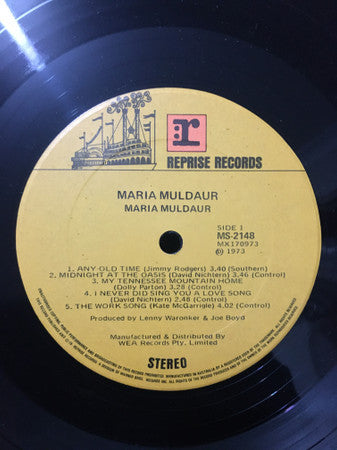 r
REPRISE RECORDS
MARIA MULDAUR
MARIA MULDAUR
SIDE 1
MS-2148
MX170973
℗ 1973
1. ANY OLD TIME (Jimmy Rodgers) 3.40 (Southern)
2. MIDNIGHT AT THE OASIS (David Nichtern) 3.46 (Control)
3. MY TENNESSEE MOUNTAIN HOME
(Dolly Parton) 3.28 (Control)
4. I NEVER DID SING YOU A LOVE SONG
(David Nichtern) 2.50 (Control)
5. THE WORK SONG (Kate McGarrigle) 4.02 (Control)
Produced by Lenny Waronker & Joe Boyd
Manufactured & Distributed By
WEA Records Pty. Limited
STEREO